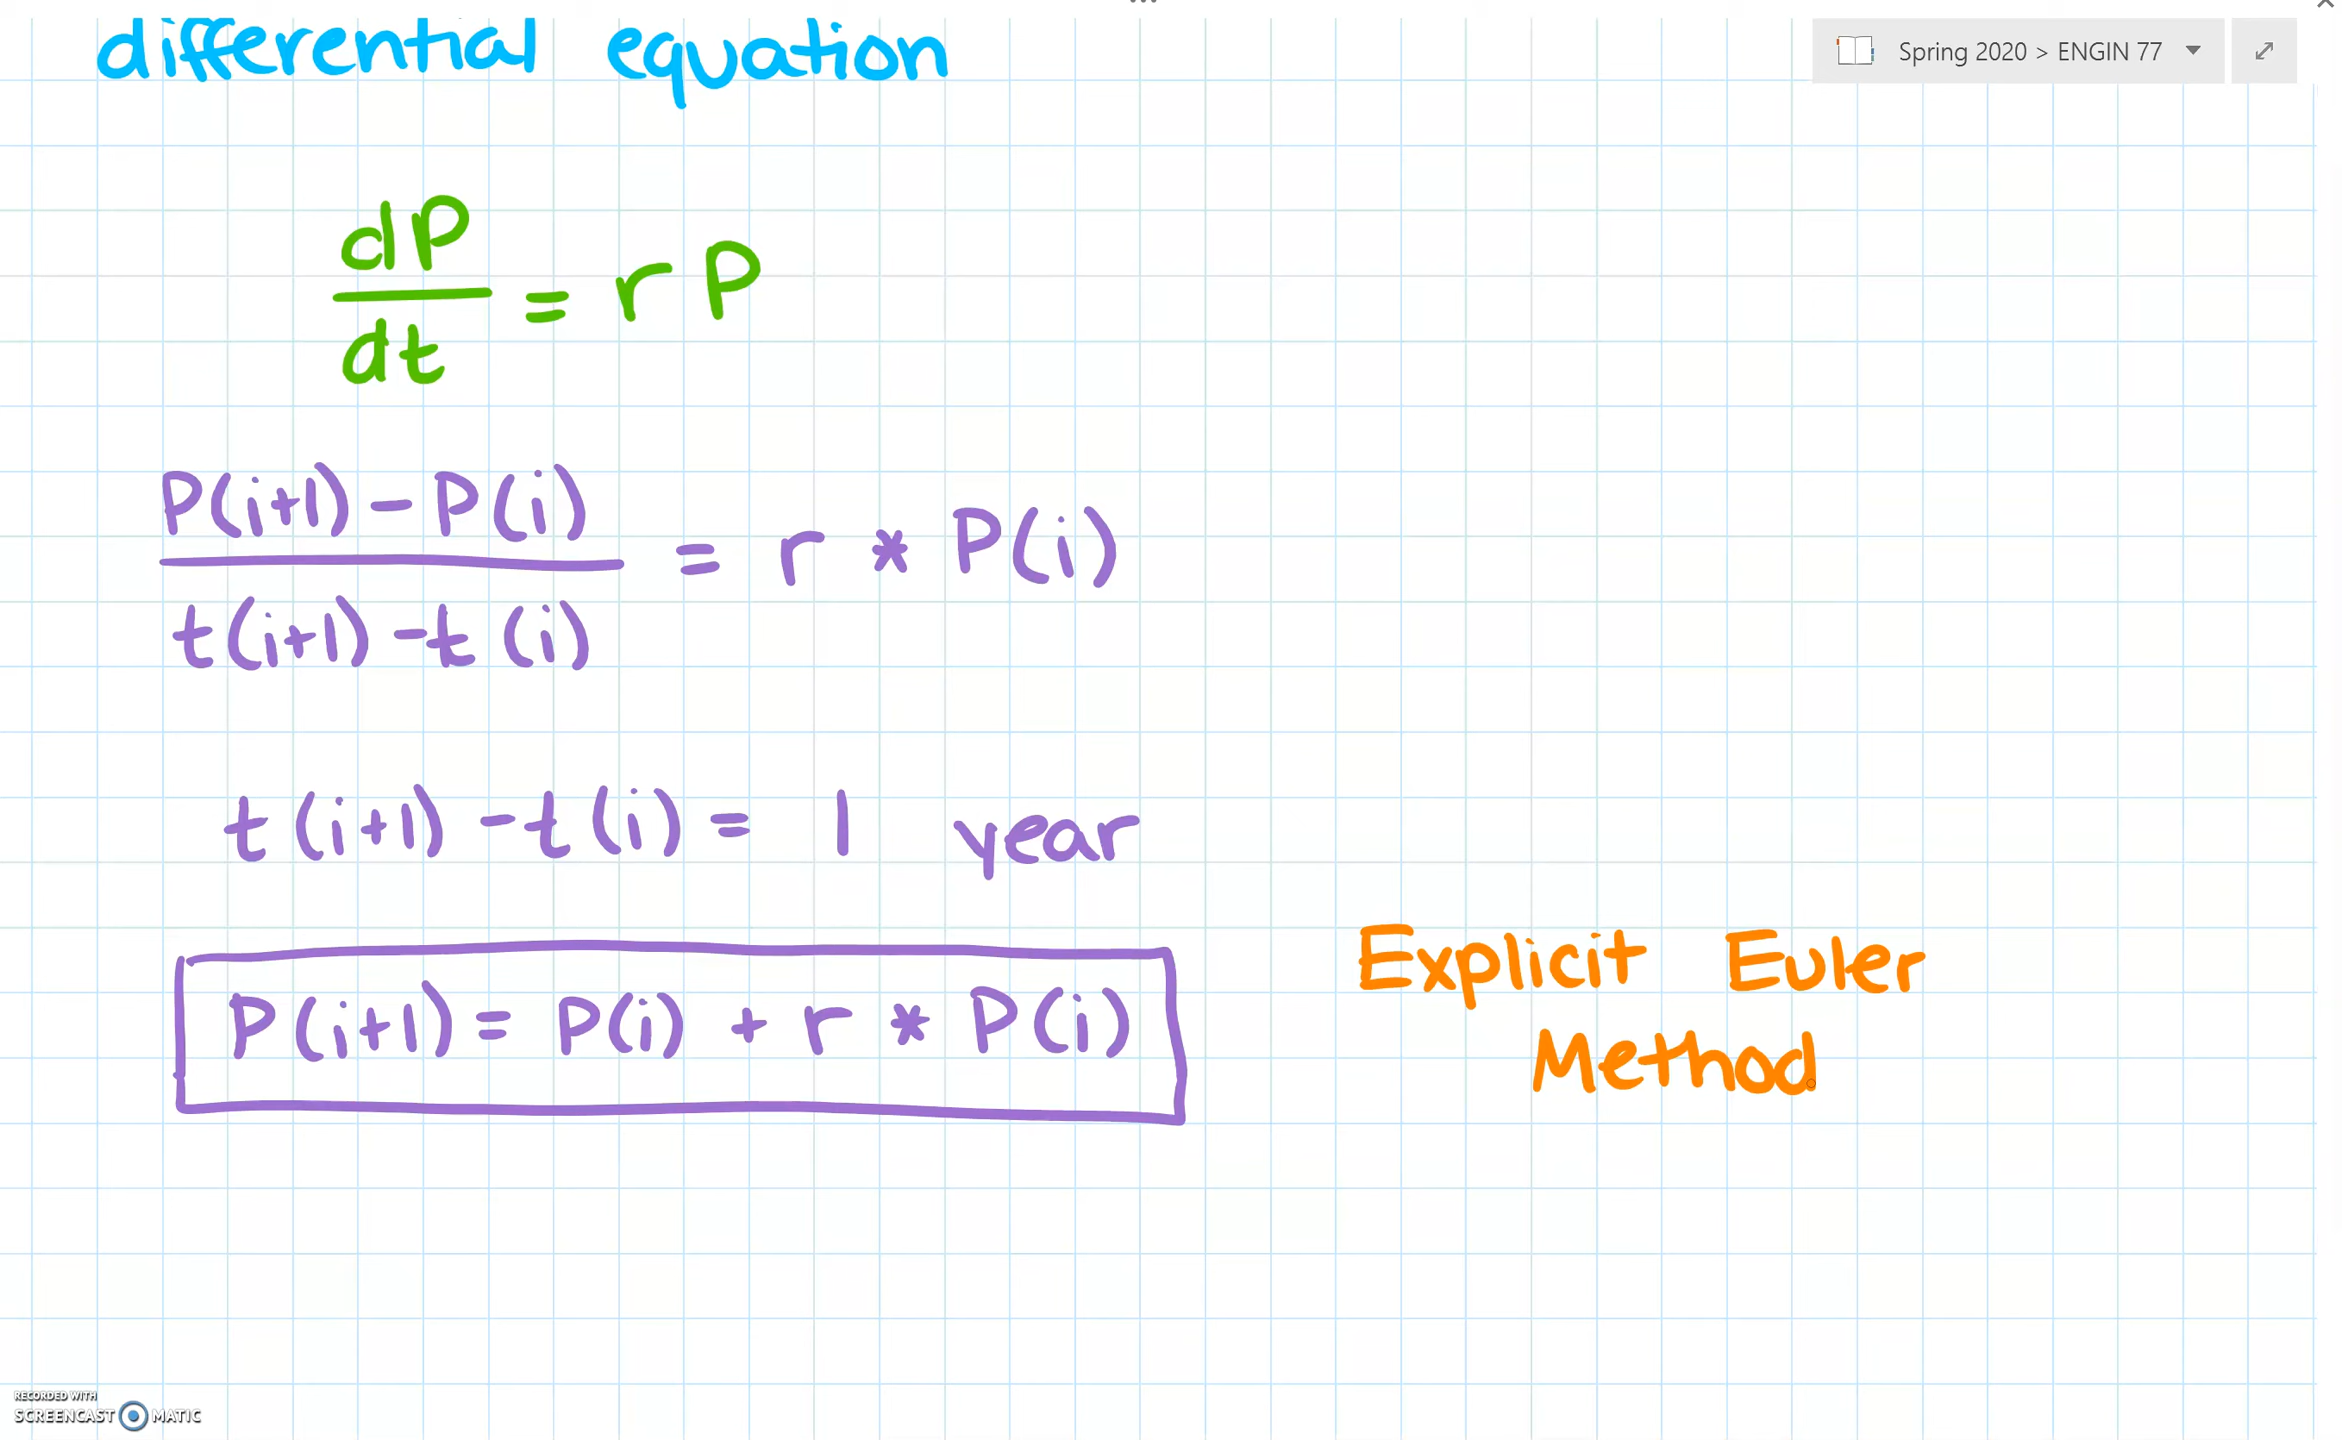 differential equation
Spring 2020 > ENGIN 77
dP
dt
= r P
P(i+1) - P(i)
t(i+1) - t(i)
= r * P(i)
t(i+1) - t(i) = 1 year
P(i+1) = P(i) + r * P(i)
Explicit Euler
Method
RECORDED WITH
SCREENCAST MATIC